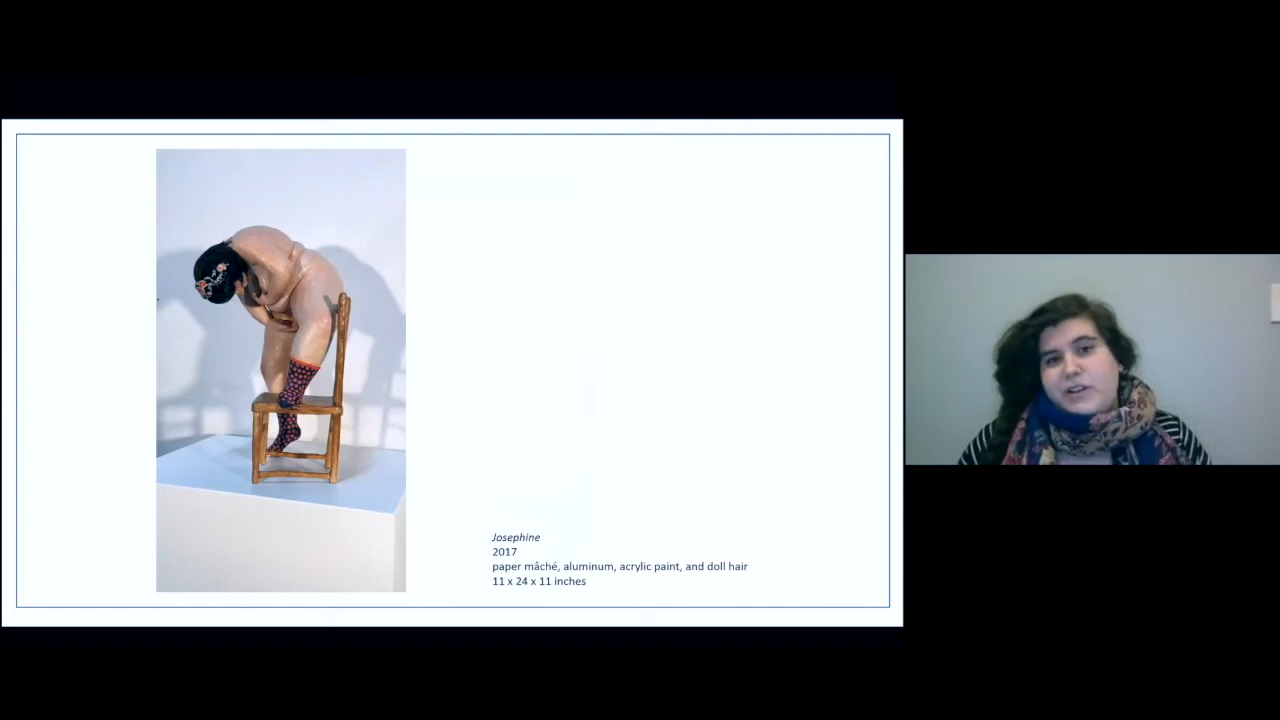 Josephine
2017
paper mâché, aluminum, acrylic paint, and doll hair
11 x 24 x 11 inches